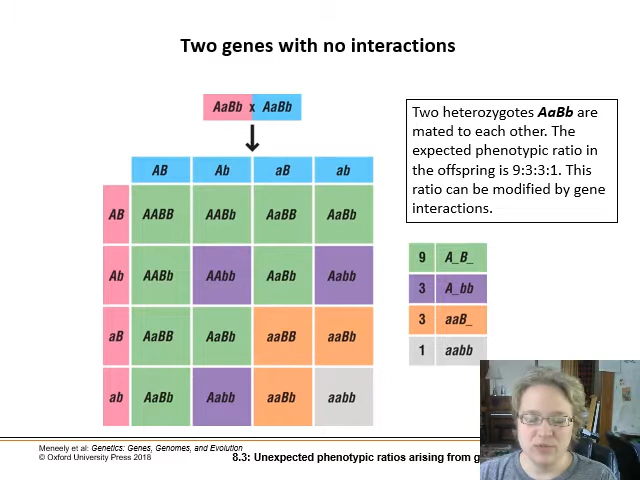 Two genes with no interactions
AaBb x AaBb
Two heterozygotes AaBb are
mated to each other. The
expected phenotypic ratio in
the offspring is 9:3:3:1. This
ratio can be modified by gene
interactions.
AB Ab aB ab
AB AABB AABb AaBB AaBb
Ab AABb AAbb AaBb Aabb
aB AaBB AaBb aaBB aaBb
ab AaBb Aabb aaBb aabb
9 A_B_
3 A_bb
3 aaB_
1 aabb
Meneely et al: Genetics: Genes, Genomes, and Evolution
© Oxford University Press 2018
8.3: Unexpected phenotypic ratios arising from